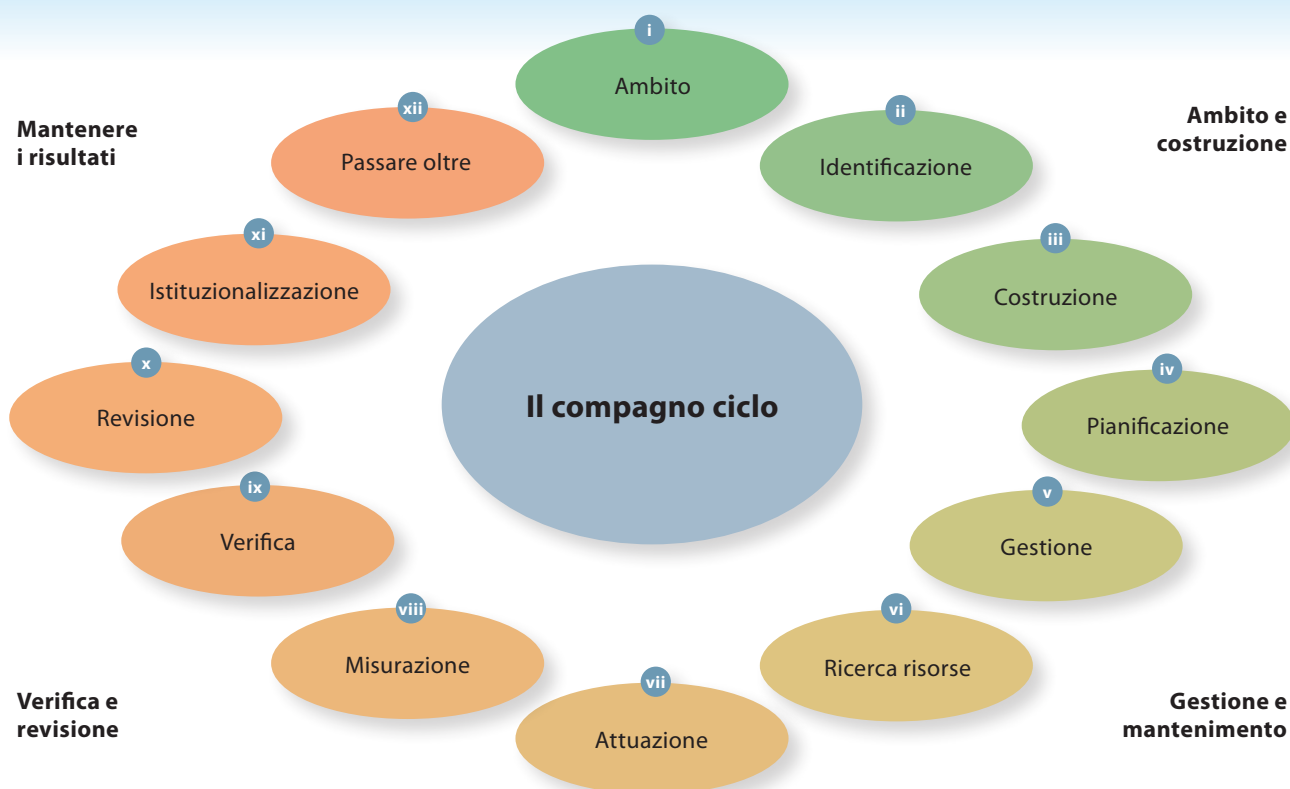 i
Ambito
xii
Passare oltre
ii
Identificazione
Mantenere
i risultati
Ambito e
costruzione
xi
Istituzionalizzazione
iii
Costruzione
x
Revisione
iv
Pianificazione
Il compagno ciclo
ix
Verifica
v
Gestione
viii
Misurazione
vi
Ricerca risorse
vii
Attuazione
Verifica e
revisione
Gestione e
mantenimento